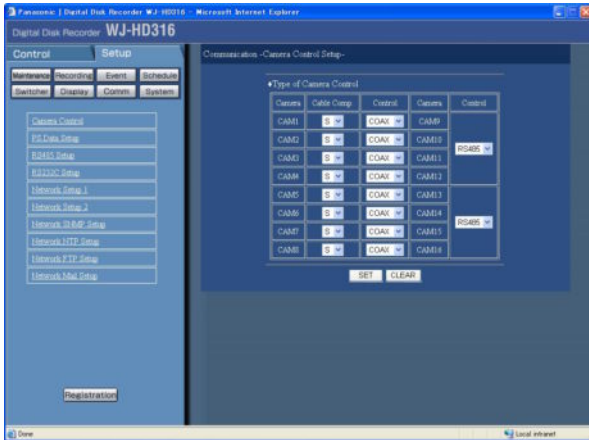 Panasonic | Digital Disk Recorder WJ-HD316 - Microsoft Internet Explorer
Digital Disk Recorder WJ-HD316
Control Setup
Maintenance Recording Event Schedule
Switcher Display Comm System
Camera Control
PS.Data Setup
RS485 Setup
RS232C Setup
Network Setup 1
Network Setup 2
Network SNMP Setup
Network NTP Setup
Network FTP Setup
Network Mail Setup
Registration
Communication -Camera Control Setup-
♦Type of Camera Control
Camera Cable Comp Control Camera Control
CAM1 S COAX CAM9
CAM2 S COAX CAM10
RS485
CAM3 S COAX CAM11
CAM4 S COAX CAM12
CAM5 S COAX CAM13
CAM6 S COAX CAM14
RS485
CAM7 S COAX CAM15
CAM8 S COAX CAM16
SET CLEAR
Done Local intranet